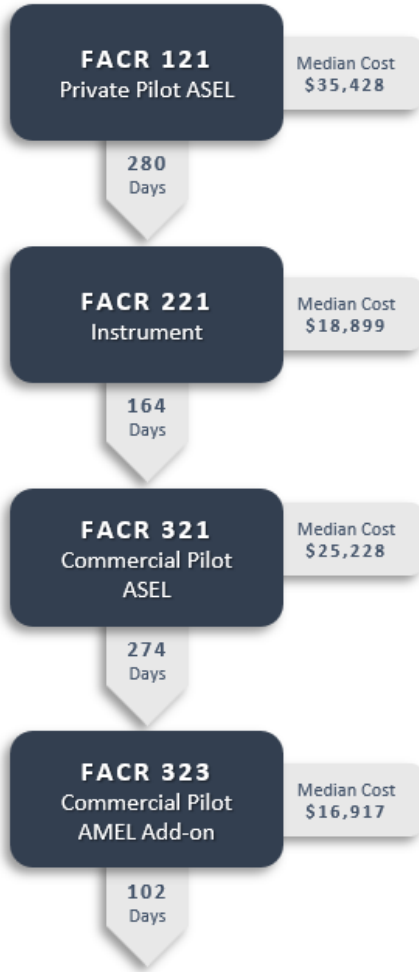 FACR 121
Private Pilot ASEL
Median Cost
$35,428
280
Days
FACR 221
Instrument
Median Cost
$18,899
164
Days
FACR 321
Commercial Pilot
ASEL
Median Cost
$25,228
274
Days
FACR 323
Commercial Pilot
AMEL Add-on
Median Cost
$16,917
102
Days